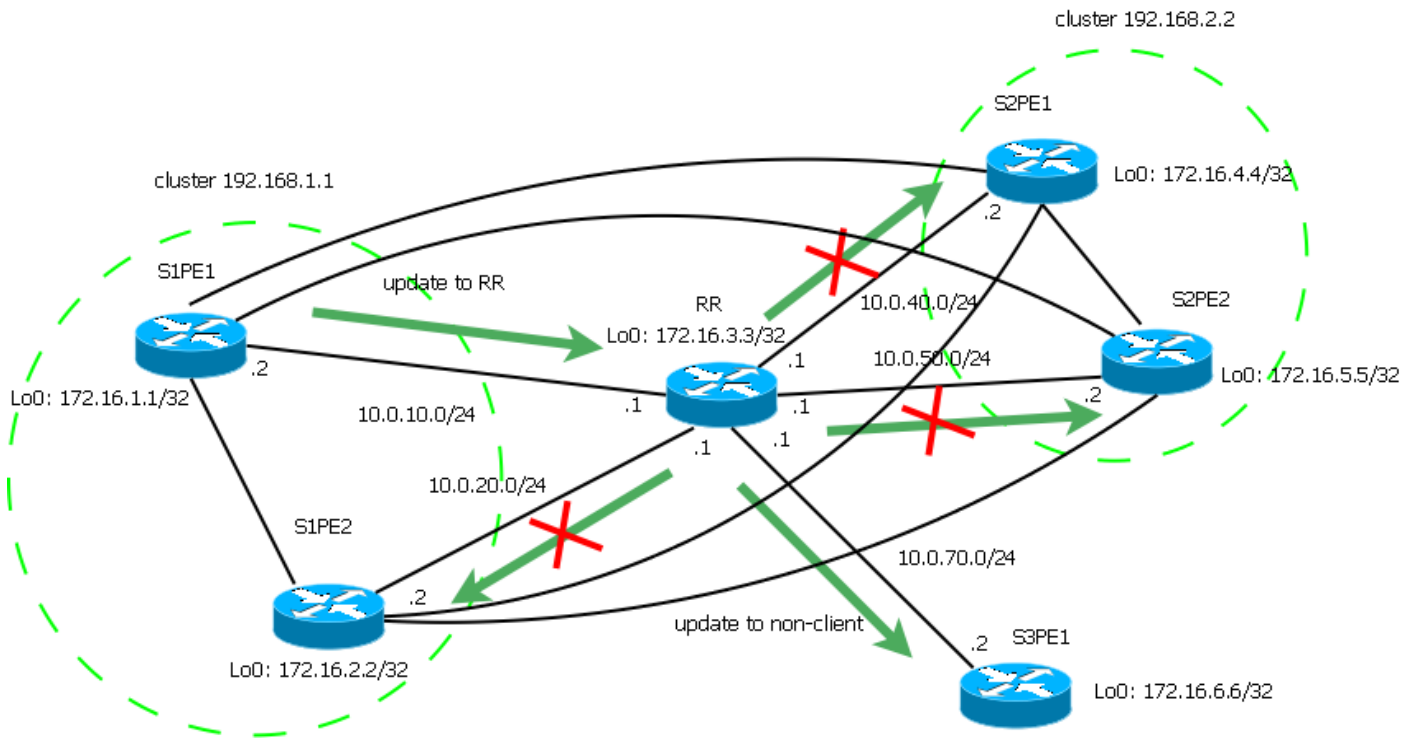 cluster 192.168.2.2
S2PE1
cluster 192.168.1.1
Lo0: 172.16.4.4/32
.2
S1PE1
update to RR
RR
10.0.40.0/24
S2PE2
Lo0: 172.16.3.3/32
.1
10.0.50.0/24
.2
Lo0: 172.16.5.5/32
Lo0: 172.16.1.1/32
.2
.1
.1
10.0.10.0/24
.1
.1
10.0.20.0/24
S1PE2
10.0.70.0/24
.2
update to non-client
S3PE1
.2
Lo0: 172.16.2.2/32
Lo0: 172.16.6.6/32